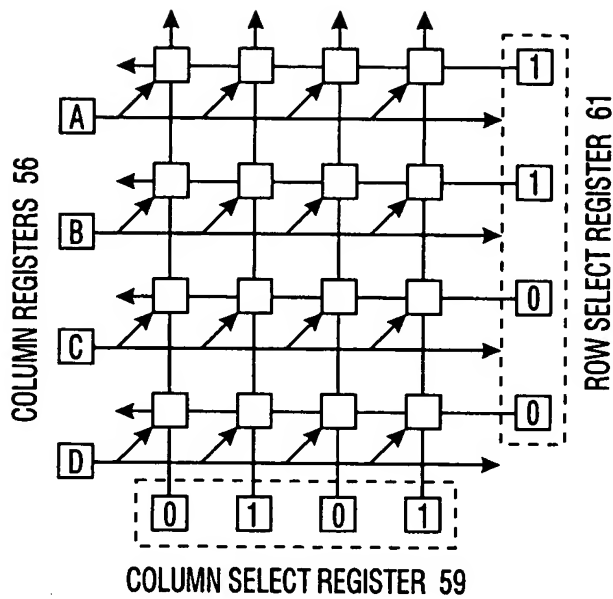 1
A
1
B
0
C
0
D
0 1 0 1
COLUMN REGISTERS 56
ROW SELECT REGISTER 61
COLUMN SELECT REGISTER 59